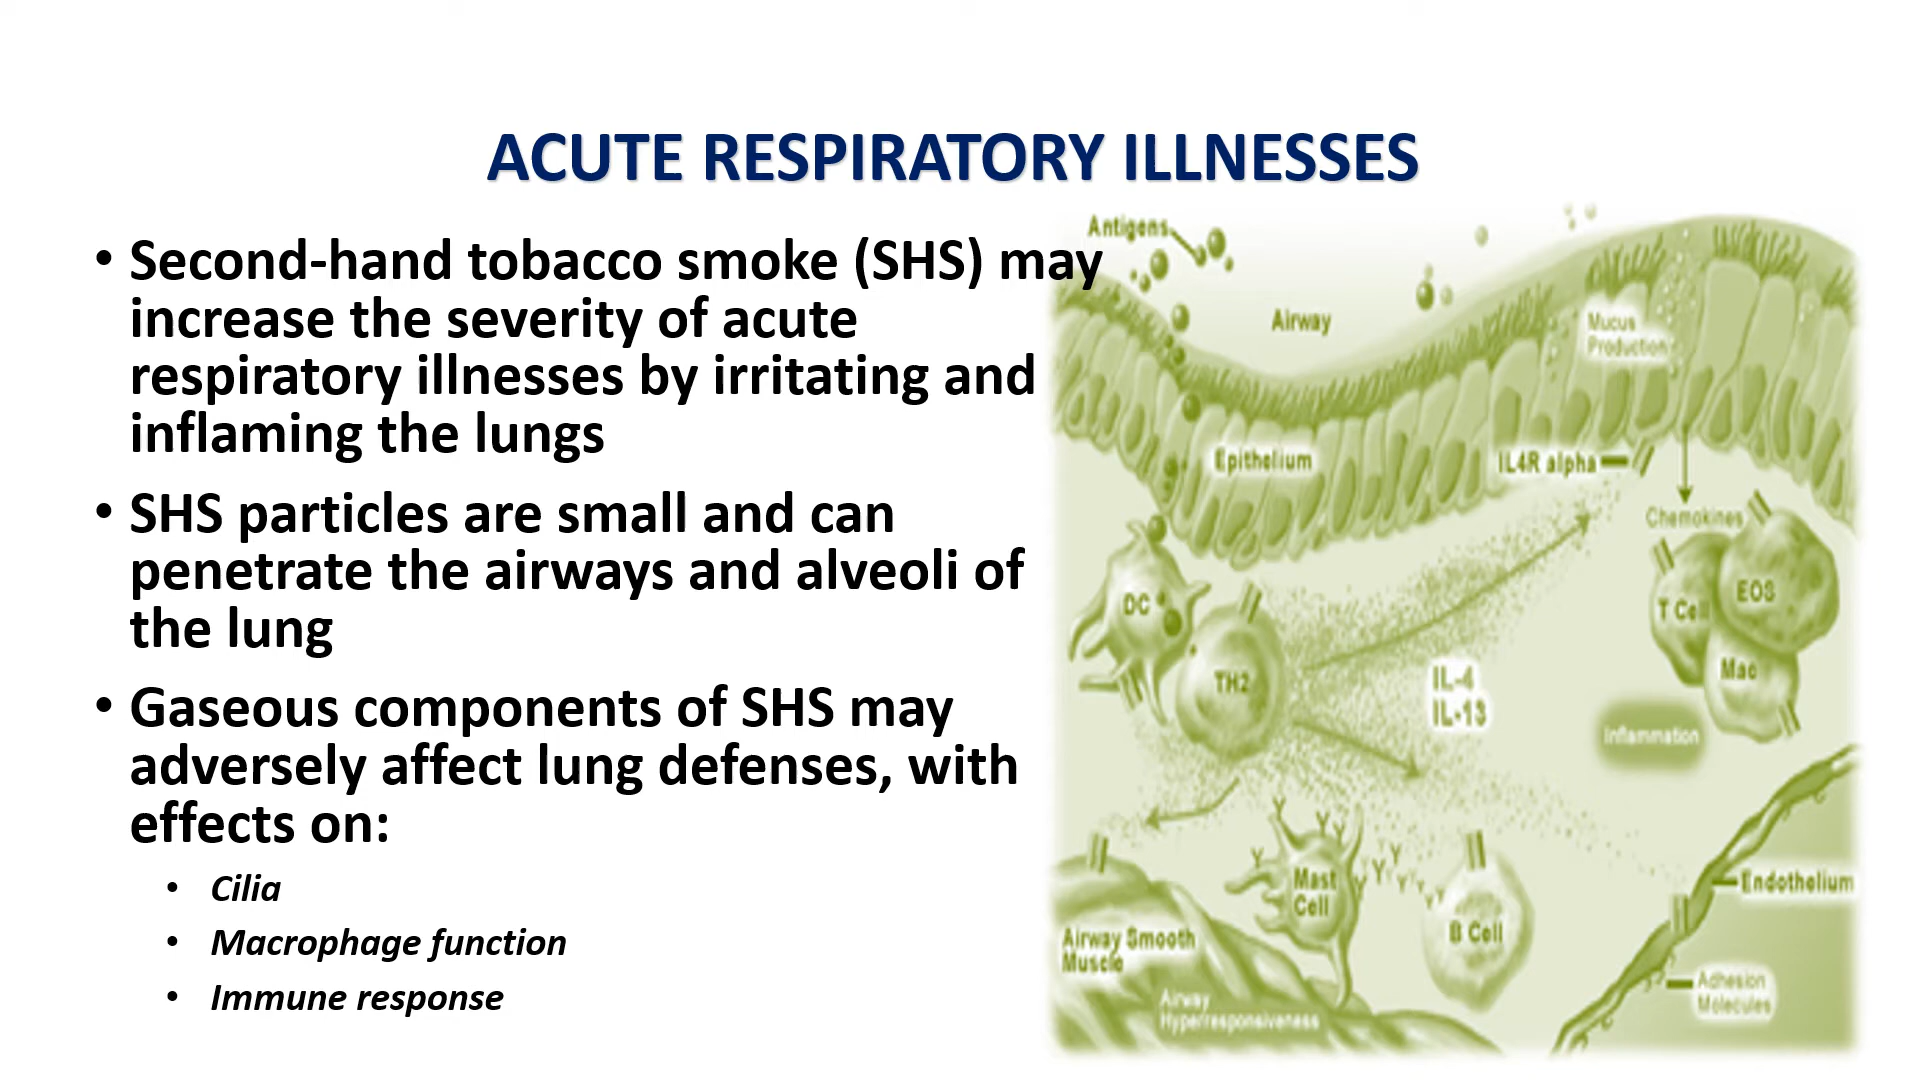 ACUTE RESPIRATORY ILLNESSES
• Second-hand tobacco smoke (SHS) may
increase the severity of acute
respiratory illnesses by irritating and
inflaming the lungs
• SHS particles are small and can
penetrate the airways and alveoli of
the lung
• Gaseous components of SHS may
adversely affect lung defenses, with
effects on:
• Cilia
• Macrophage function
• Immune response
Antigens
Airway
Mucus
Production
Epithelium
IL4R alpha
Chemokines
DC
TH2
T Cell
EOS
Mac
IL-4
IL-13
Inflammation
Mast
Cell
B Cell
Endothelium
Airway Smooth
Muscle
Airway
Hyperresponsiveness
Adhesion
Molecules